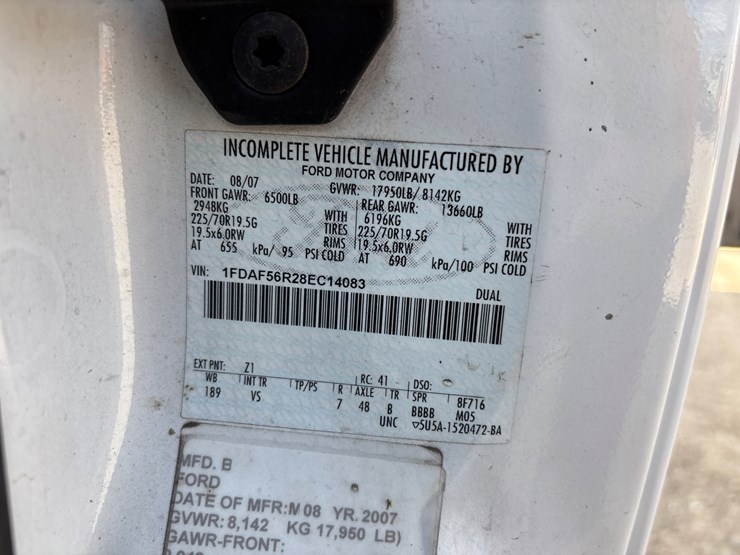 INCOMPLETE VEHICLE MANUFACTURED BY
FORD MOTOR COMPANY
DATE: 08/07 GVWR: 17950LB/ 8142KG
FRONT GAWR: 6500LB REAR GAWR: 13660LB
2948KG WITH 6196KG WITH
225/70R19.5G TIRES 225/70R19.5G TIRES
19.5x6.0RW RIMS 19.5x6.0RW RIMS
AT 655 kPa/ 95 PSI COLD AT 690 kPa/100 PSI COLD
VIN: 1FDAF56R28EC14083 DUAL
EXT PNT: Z1 RC: 41 DSO:
WB INT TR TP/PS R AXLE TR SPR 8F716
189 VS 7 48 B BBBB M05
UNC ▽5U5A-1520472-BA
MFD. B
FORD
DATE OF MFR:M 08 YR. 2007
GVWR: 8,142 KG 17,950 LB)
GAWR-FRONT: